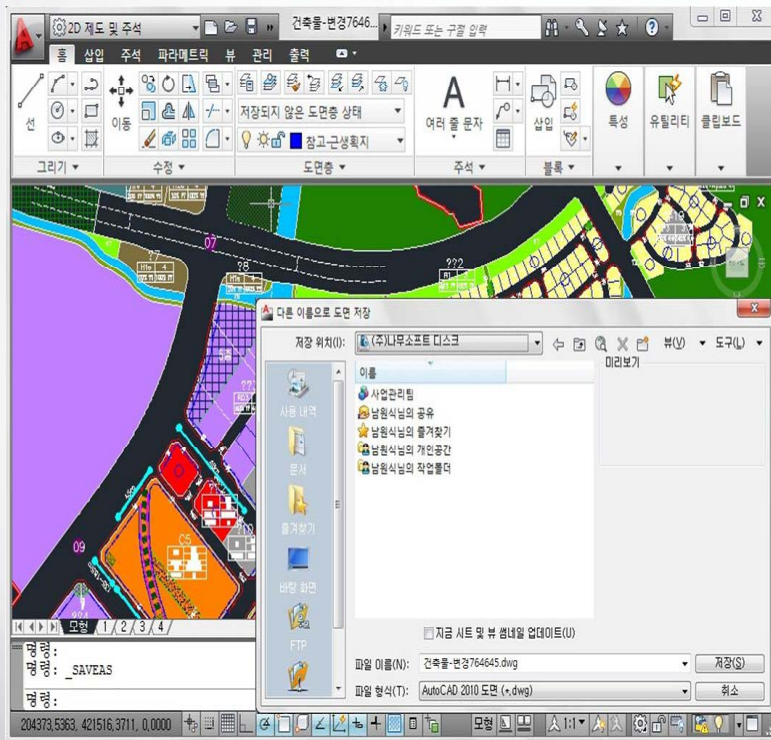 2D 제도 및 주석
건축물-변경7646...
키워드 또는 구절 입력
홈 삽입 주석 파라메트릭 뷰 관리 출력
선
이동
저장되지 않은 도면층 상태
참고-근생획지
여러 줄 문자
삽입
특성
유틸리티
클립보드
그리기
수정
도면층
주석
블록
07
??8
???2
09
C5
다른 이름으로 도면 저장
저장 위치(I):
(주)나무소프트 디스크
뷰(V)
도구(L)
이름
미리보기
사업관리팀
남원식님의 공유
남원식님의 즐겨찾기
남원식님의 개인공간
남원식님의 작업폴더
사용 내역
문서
즐겨찾기
바탕 화면
FTP
지금 시트 및 뷰 썸네일 업데이트(U)
파일 이름(N):
건축물-변경764645.dwg
저장(S)
파일 형식(T):
AutoCAD 2010 도면 (*.dwg)
취소
모형 1 2 3 4
명령:
명령: _SAVEAS
명령:
204373,5363, 421516,3711, 0,0000
모형
1:1